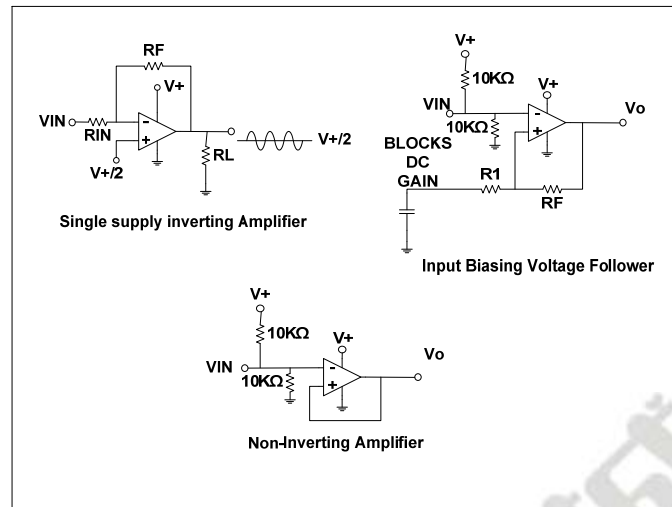 RF
V+
VIN
RIN
-
+
V+/2
RL
V+/2
Single supply inverting Amplifier
V+
10KΩ
V+
VIN
-
+
Vo
10KΩ
BLOCKS
DC
GAIN
R1
RF
Input Biasing Voltage Follower
V+
10KΩ
V+
VIN
-
+
Vo
10KΩ
Non-Inverting Amplifier